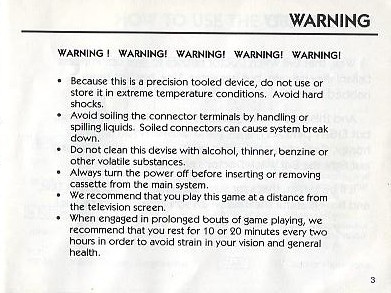 WARNING
WARNING ! WARNING! WARNING! WARNING! WARNING!
• Because this is a precision tooled device, do not use or
store it in extreme temperature conditions. Avoid hard
shocks.
• Avoid soiling the connector terminals by handling or
spilling liquids. Soiled connectors can cause system break
down.
• Do not clean this devise with alcohol, thinner, benzine or
other volatile substances.
• Always turn the power off before inserting or removing
cassette from the main system.
• We recommend that you play this game at a distance from
the television screen.
• When engaged in prolonged bouts of game playing, we
recommend that you rest for 10 or 20 minutes every two
hours in order to avoid strain in your vision and general
health.
3